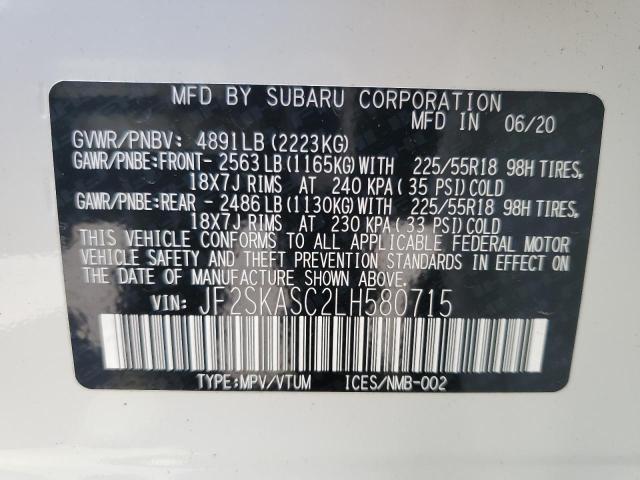 MFD BY SUBARU CORPORATION
MFD IN 06/20
GVWR/PNBV: 4891LB (2223KG)
GAWR/PNBE:FRONT- 2563LB(1165KG)WITH 225/55R18 98H TIRES,
18X7J RIMS AT 240 KPA( 35 PSI)COLD
GAWR/PNBE:REAR - 2486LB(1130KG)WITH 225/55R18 98H TIRES,
18X7J RIMS AT 230 KPA( 33 PSI)COLD
THIS VEHICLE CONFORMS TO ALL APPLICABLE FEDERAL MOTOR
VEHICLE SAFETY AND THEFT PREVENTION STANDARDS IN EFFECT ON
THE DATE OF MANUFACTURE SHOWN ABOVE.
VIN: JF2SKASC2LH580715
TYPE:MPV/VTUM ICES/NMB-002